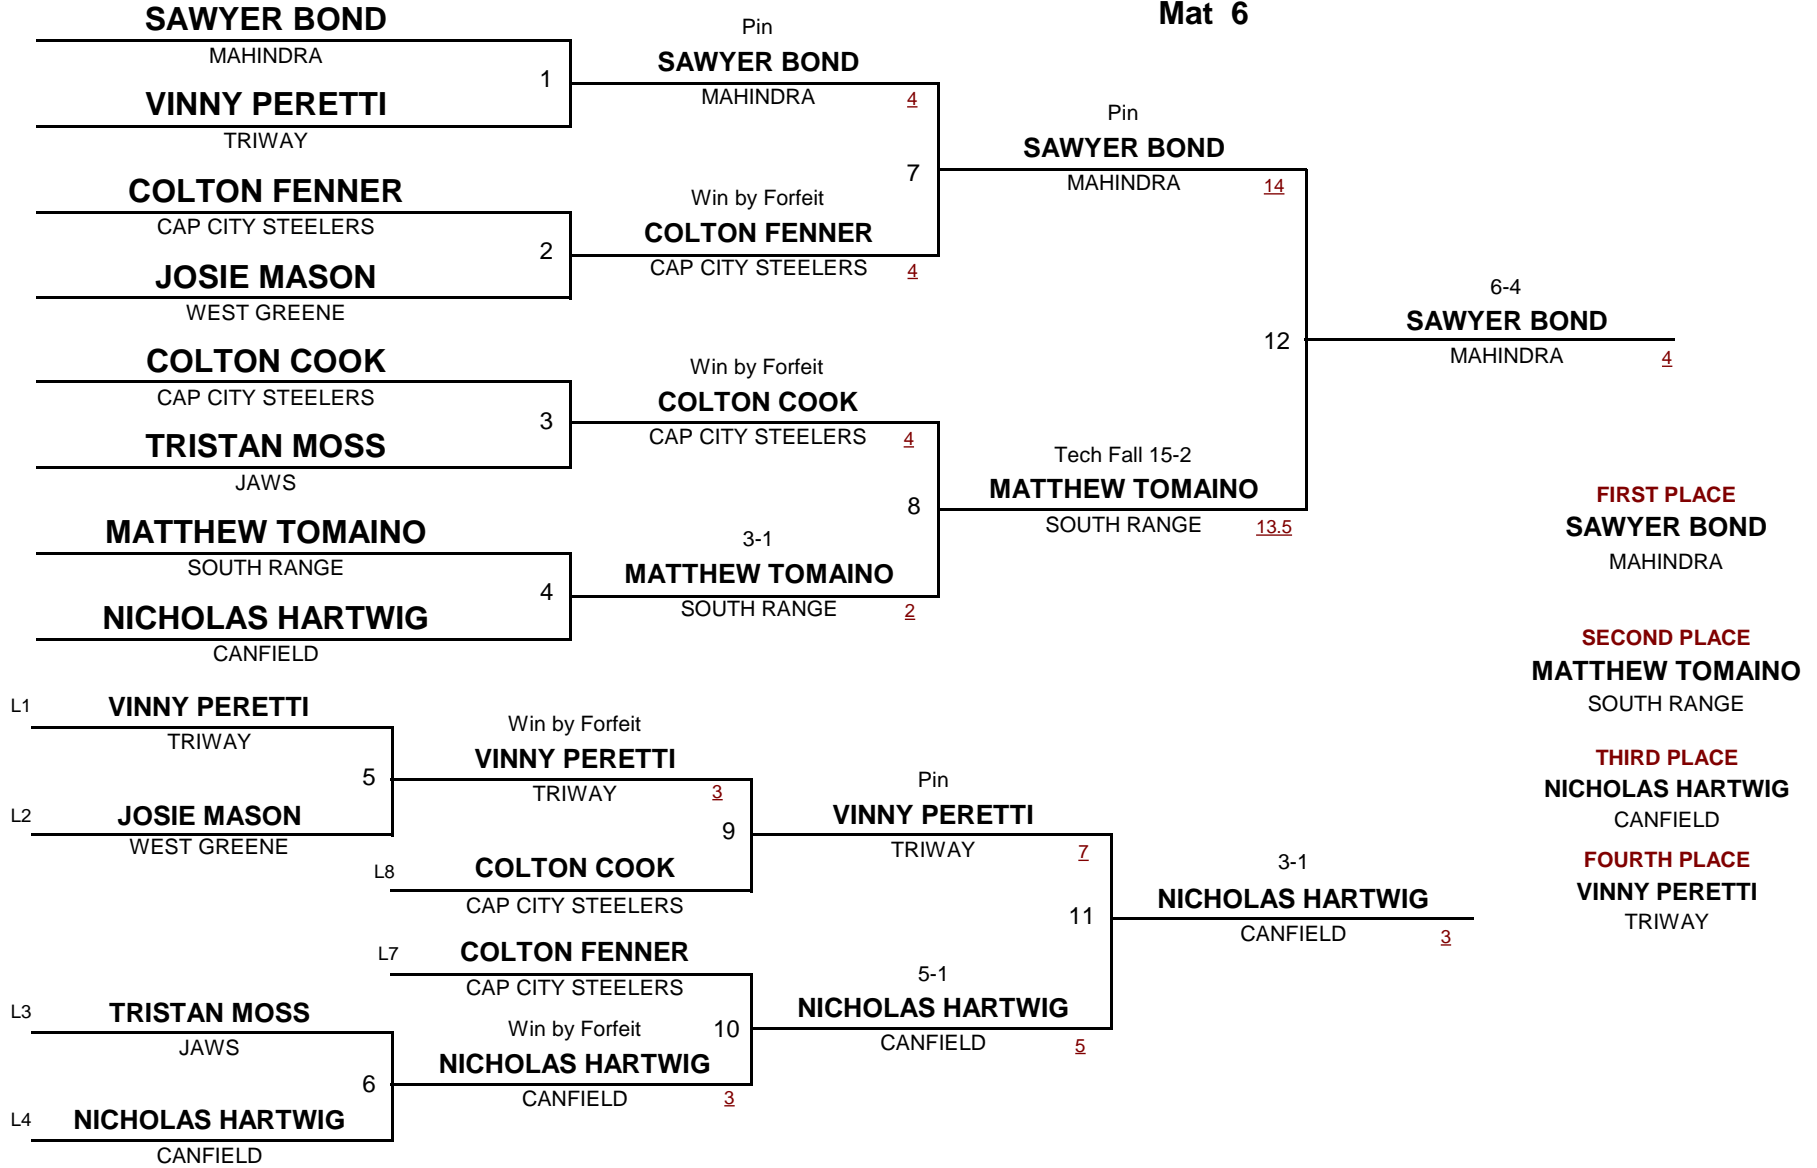 Mat 6
SAWYER BOND
MAHINDRA
1
VINNY PERETTI
TRIWAY
COLTON FENNER
CAP CITY STEELERS
2
JOSIE MASON
WEST GREENE
COLTON COOK
CAP CITY STEELERS
3
TRISTAN MOSS
JAWS
MATTHEW TOMAINO
SOUTH RANGE
4
NICHOLAS HARTWIG
CANFIELD
Pin
SAWYER BOND
MAHINDRA 4
7
Win by Forfeit
COLTON FENNER
CAP CITY STEELERS 4
Win by Forfeit
COLTON COOK
CAP CITY STEELERS 4
8
3-1
MATTHEW TOMAINO
SOUTH RANGE 2
Pin
SAWYER BOND
MAHINDRA 14
12
Tech Fall 15-2
MATTHEW TOMAINO
SOUTH RANGE 13.5
6-4
SAWYER BOND
MAHINDRA 4
FIRST PLACE
SAWYER BOND
MAHINDRA
SECOND PLACE
MATTHEW TOMAINO
SOUTH RANGE
THIRD PLACE
NICHOLAS HARTWIG
CANFIELD
FOURTH PLACE
VINNY PERETTI
TRIWAY
L1 VINNY PERETTI
TRIWAY
5
L2 JOSIE MASON
WEST GREENE
L3 TRISTAN MOSS
JAWS
6
L4 NICHOLAS HARTWIG
CANFIELD
Win by Forfeit
VINNY PERETTI
TRIWAY 3
9
L8 COLTON COOK
CAP CITY STEELERS
L7 COLTON FENNER
CAP CITY STEELERS
Win by Forfeit 10
NICHOLAS HARTWIG
CANFIELD 3
Pin
VINNY PERETTI
TRIWAY 7
11
5-1
NICHOLAS HARTWIG
CANFIELD 5
3-1
NICHOLAS HARTWIG
CANFIELD 3